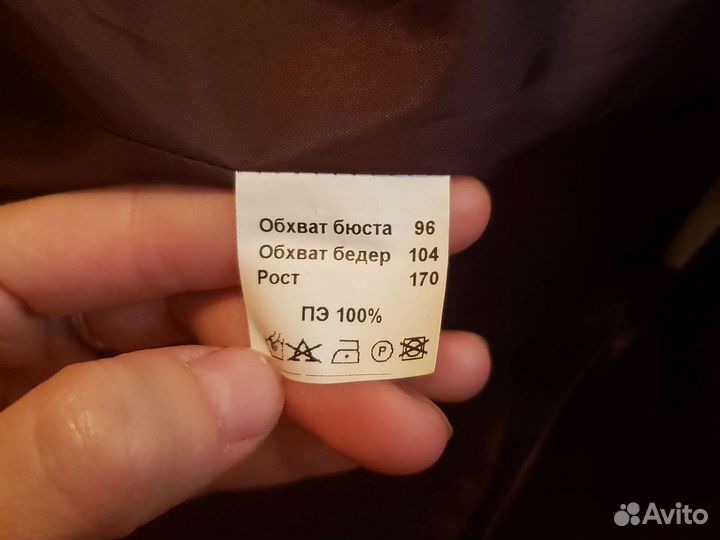 Обхват бюста 96
Обхват бедер 104
Рост 170
ПЭ 100%
P
Avito